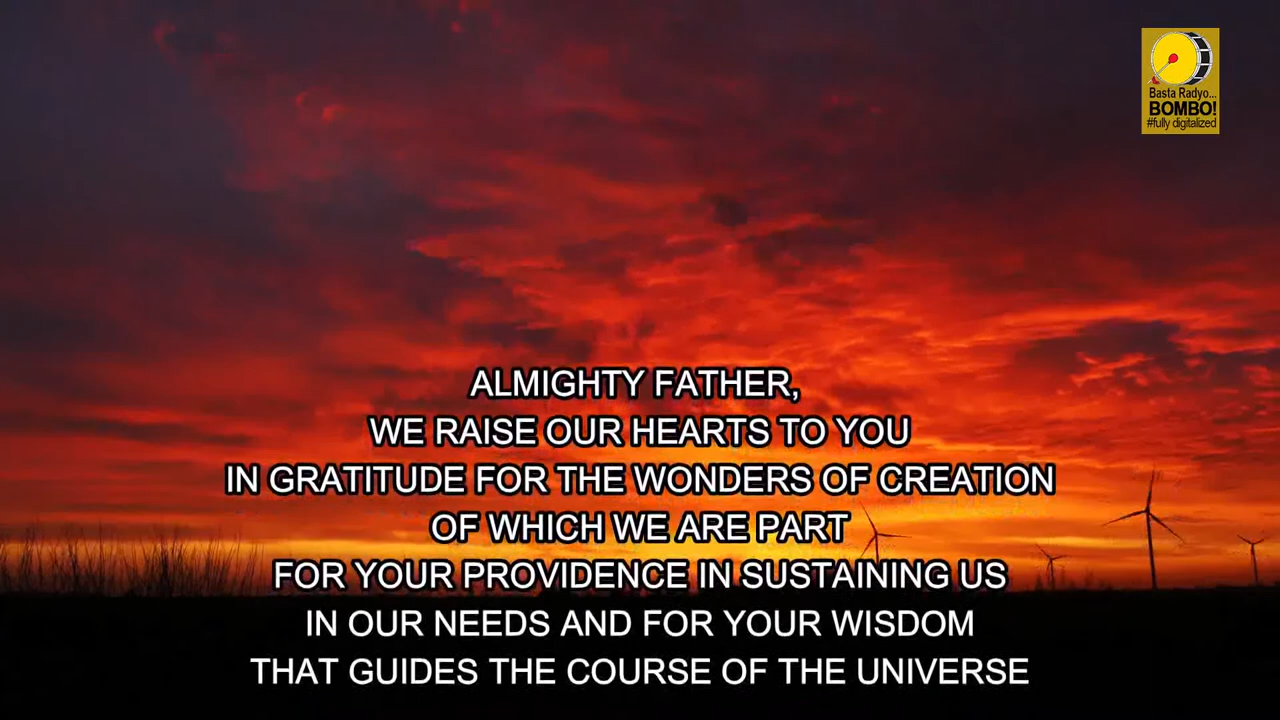 Basta Radyo...
BOMBO!
#fully digitalized
ALMIGHTY FATHER,
WE RAISE OUR HEARTS TO YOU
IN GRATITUDE FOR THE WONDERS OF CREATION
OF WHICH WE ARE PART
FOR YOUR PROVIDENCE IN SUSTAINING US
IN OUR NEEDS AND FOR YOUR WISDOM
THAT GUIDES THE COURSE OF THE UNIVERSE